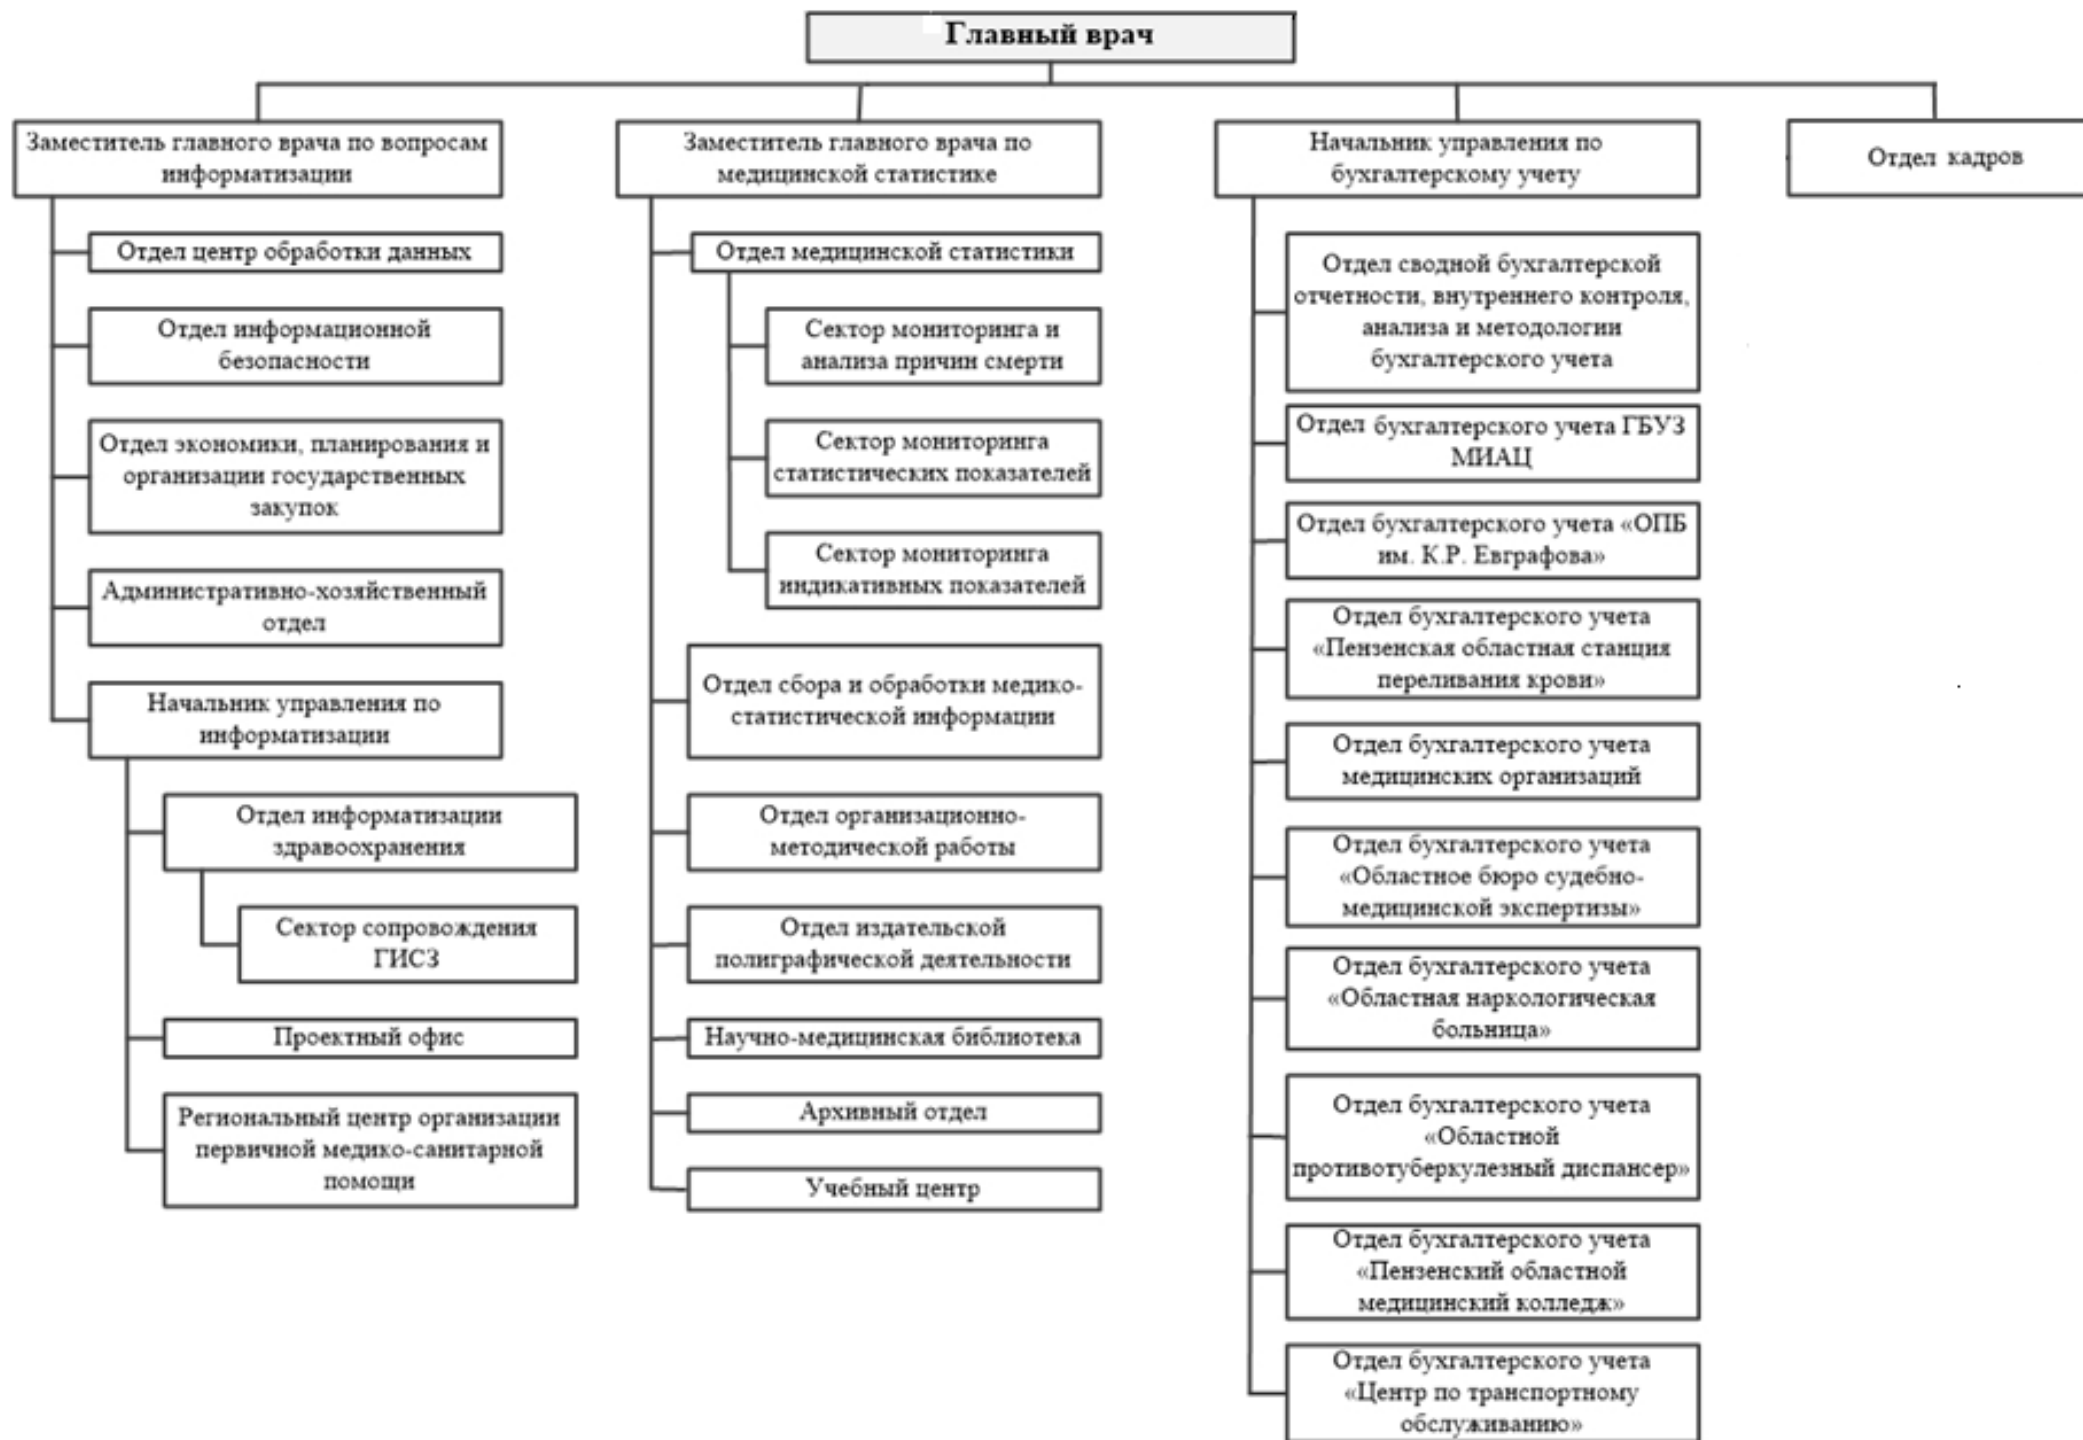 Главный врач
Заместитель главного врача по вопросам
информатизации
Отдел центр обработки данных
Отдел информационной
безопасности
Отдел экономики, планирования и
организации государственных
закупок
Административно-хозяйственный
отдел
Начальник управления по
информатизации
Отдел информатизации
здравоохранения
Сектор сопровождения
ГИСЗ
Проектный офис
Региональный центр организации
первичной медико-санитарной
помощи
Заместитель главного врача по
медицинской статистике
Отдел медицинской статистики
Сектор мониторинга и
анализа причин смерти
Сектор мониторинга
статистических показателей
Сектор мониторинга
индикативных показателей
Отдел сбора и обработки медико-
статистической информации
Отдел организационно-
методической работы
Отдел издательской
полиграфической деятельности
Научно-медицинская библиотека
Архивный отдел
Учебный центр
Начальник управления по
бухгалтерскому учету
Отдел сводной бухгалтерской
отчетности, внутреннего контроля,
анализа и методологии
бухгалтерского учета
Отдел бухгалтерского учета ГБУЗ
МИАЦ
Отдел бухгалтерского учета «ОПБ
им. К.Р. Евграфова»
Отдел бухгалтерского учета
«Пензенская областная станция
переливания крови»
Отдел бухгалтерского учета
медицинских организаций
Отдел бухгалтерского учета
«Областное бюро судебно-
медицинской экспертизы»
Отдел бухгалтерского учета
«Областная наркологическая
больница»
Отдел бухгалтерского учета
«Областной
противотуберкулезный диспансер»
Отдел бухгалтерского учета
«Пензенский областной
медицинский колледж»
Отдел бухгалтерского учета
«Центр по транспортному
обслуживанию»
Отдел кадров